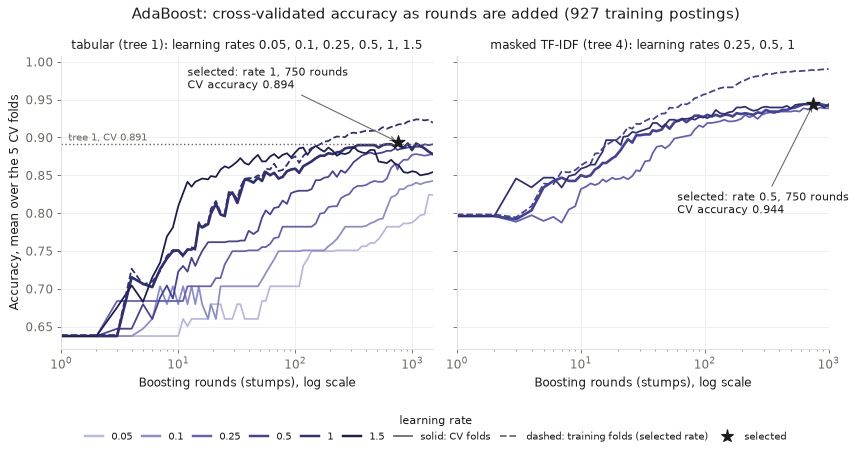 AdaBoost: cross-validated accuracy as rounds are added (927 training postings)
tabular (tree 1): learning rates 0.05, 0.1, 0.25, 0.5, 1, 1.5
masked TF-IDF (tree 4): learning rates 0.25, 0.5, 1
Accuracy, mean over the 5 CV folds
1.00
0.95
0.90
0.85
0.80
0.75
0.70
0.65
selected: rate 1, 750 rounds
CV accuracy 0.894
tree 1, CV 0.891
selected: rate 0.5, 750 rounds
CV accuracy 0.944
10⁰ 10¹ 10² 10³
10⁰ 10¹ 10² 10³
Boosting rounds (stumps), log scale
Boosting rounds (stumps), log scale
learning rate
0.05 0.1 0.25 0.5 1 1.5 solid: CV folds dashed: training folds (selected rate) selected